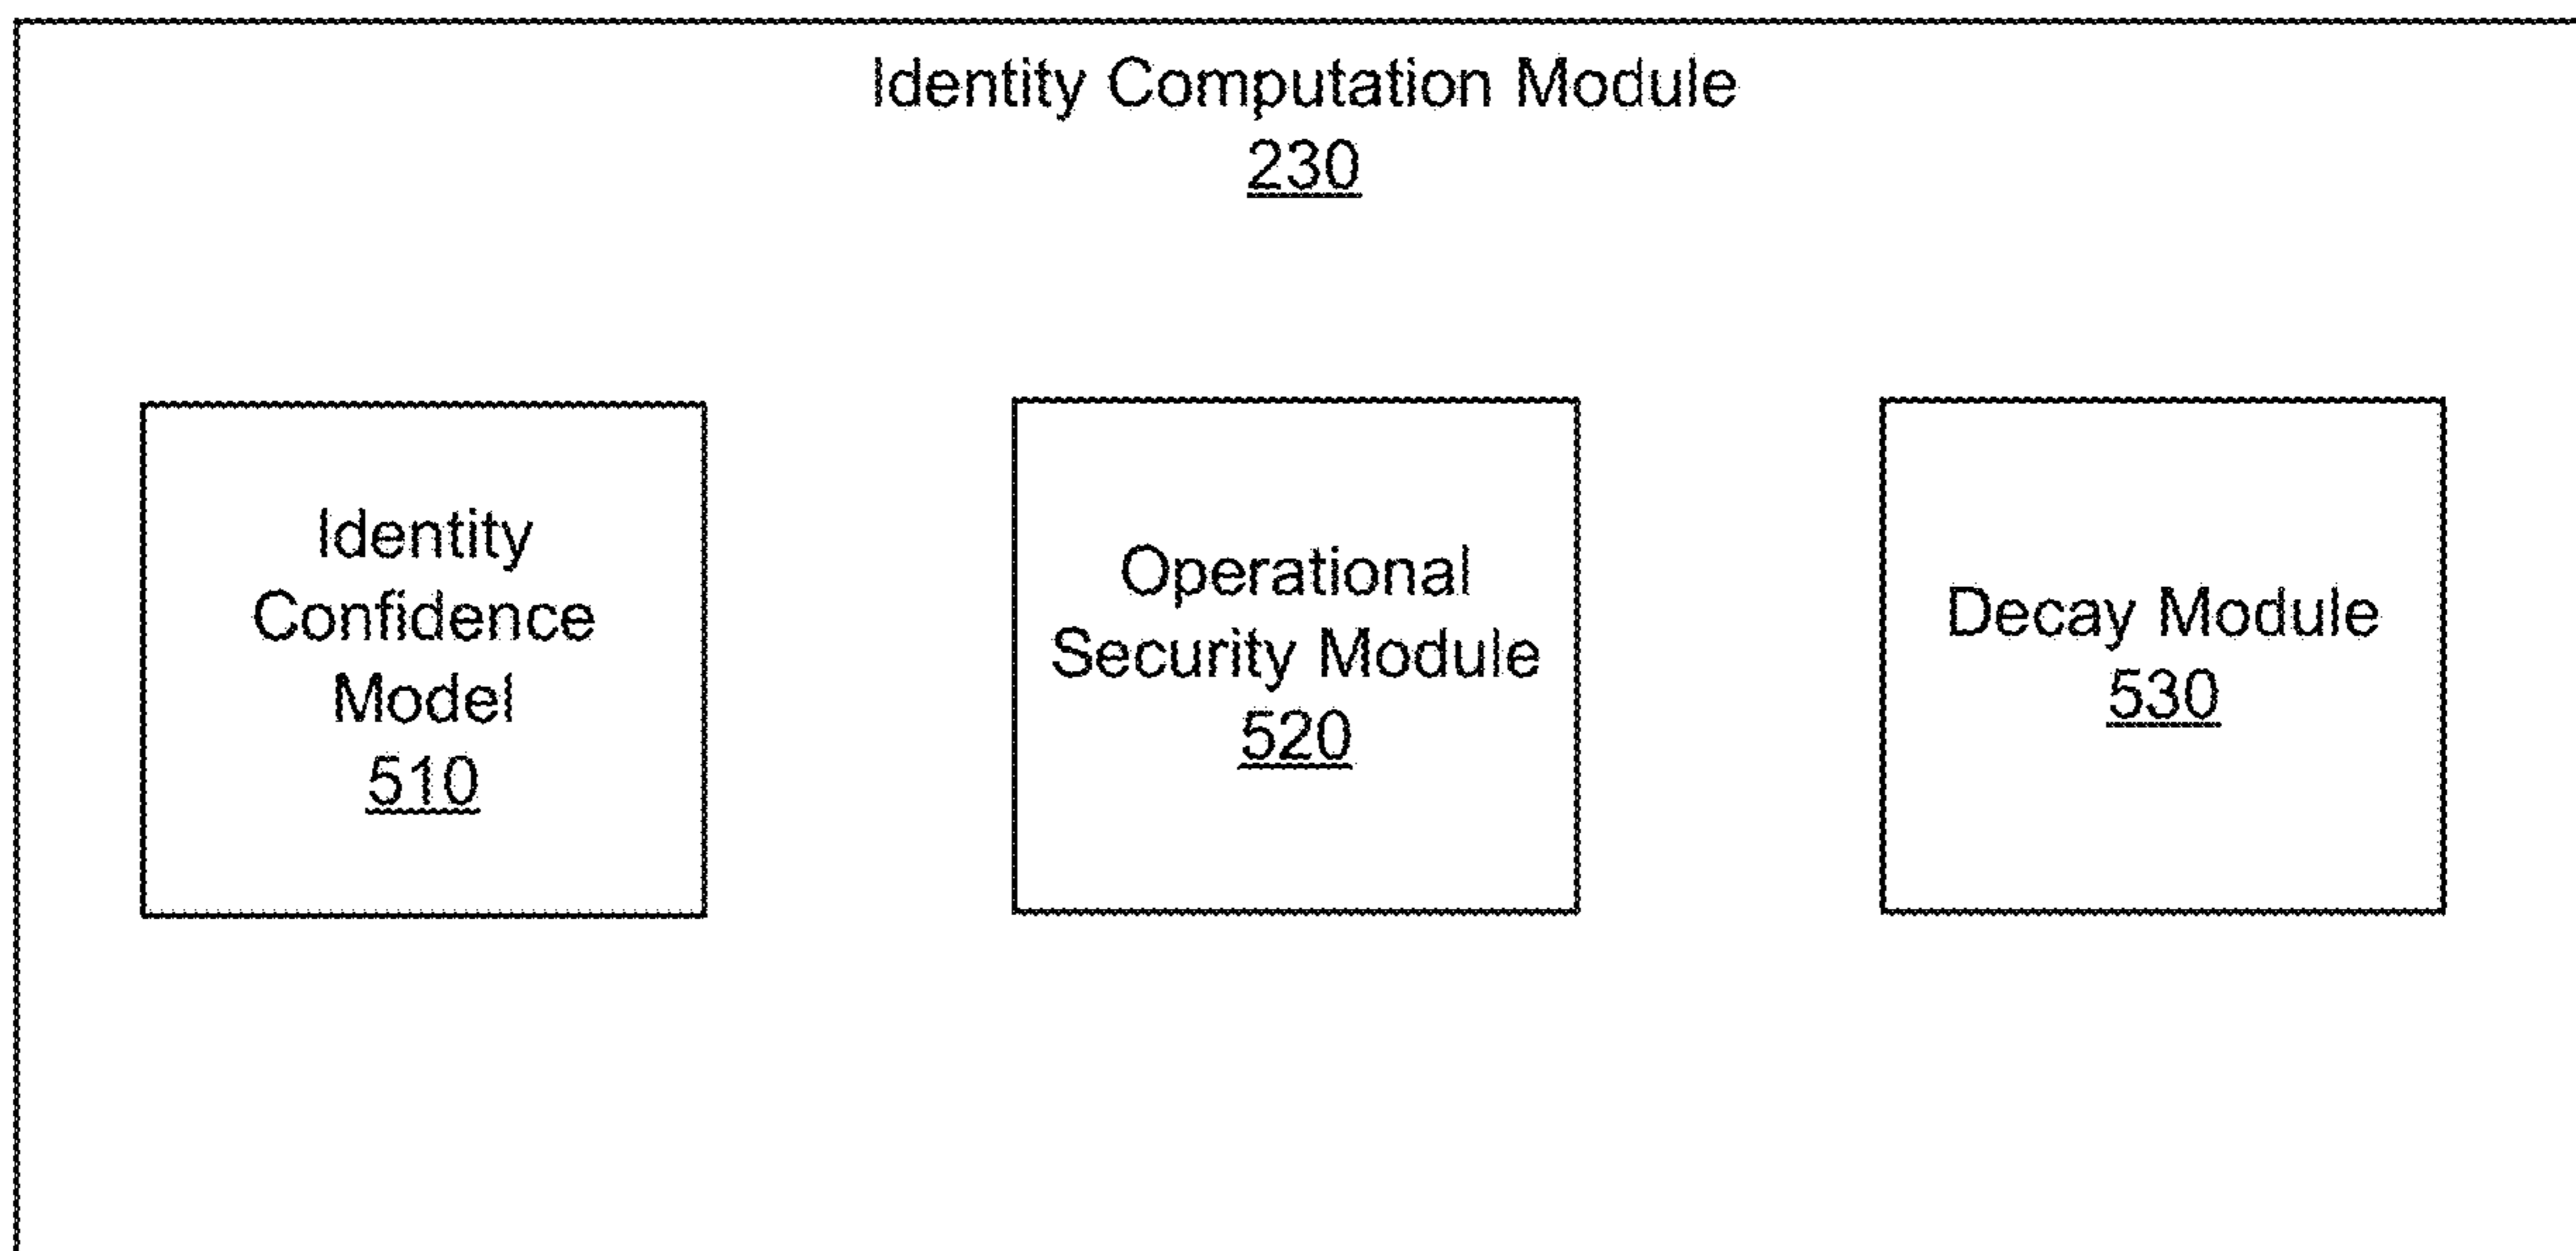 Identity Computation Module
230
Identity
Confidence
Model
510
Operational
Security Module
520
Decay Module
530